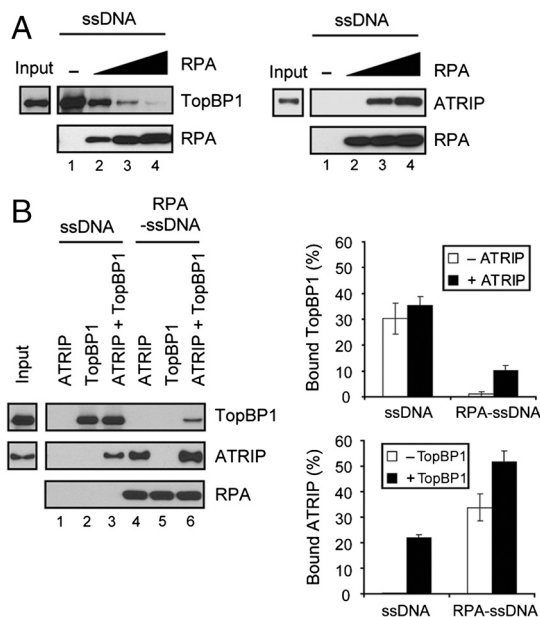 A
ssDNA
Input – RPA
TopBP1
RPA
1 2 3 4
ssDNA
Input – RPA
ATRIP
RPA
1 2 3 4
B
ssDNA RPA -ssDNA
Input ATRIP TopBP1 ATRIP + TopBP1 ATRIP TopBP1 ATRIP + TopBP1
TopBP1
ATRIP
RPA
1 2 3 4 5 6
Bound TopBP1 (%)
60
50
40
30
20
10
0
– ATRIP
+ ATRIP
ssDNA RPA-ssDNA
Bound ATRIP (%)
60
50
40
30
20
10
0
– TopBP1
+ TopBP1
ssDNA RPA-ssDNA